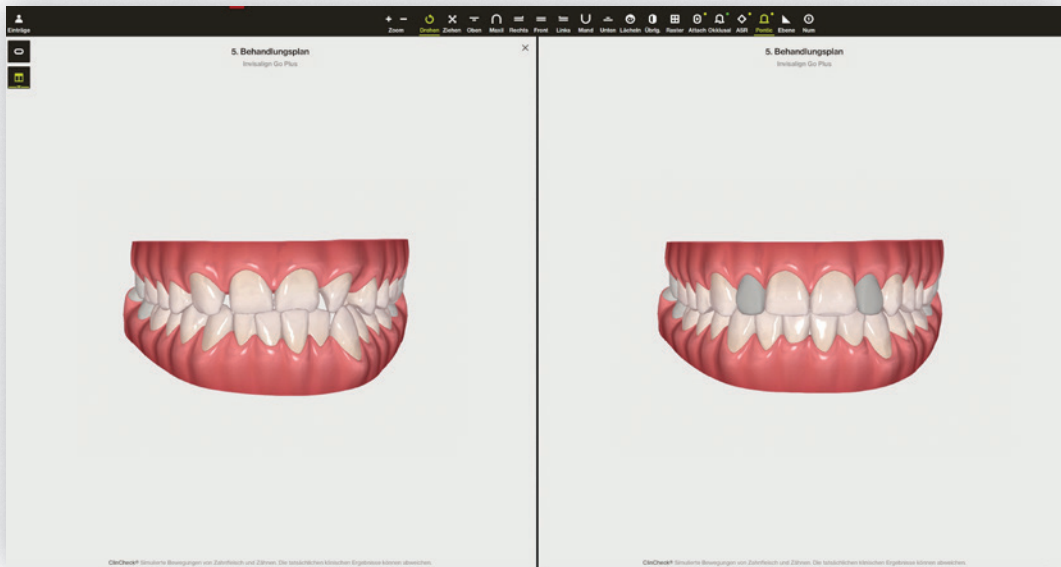 Einträge
Zoom Drehen Ziehen Oben Maxil Rechts Front Links Mand Unten Lächeln Übrig. Raster Attach Okklusal ASR Pontic Ebene Num
5. Behandlungsplan
Invisalign Go Plus
5. Behandlungsplan
Invisalign Go Plus
ClinCheck® Simulierte Bewegungen von Zahnfleisch und Zähnen. Die tatsächlichen klinischen Ergebnisse können abweichen.
ClinCheck® Simulierte Bewegungen von Zahnfleisch und Zähnen. Die tatsächlichen klinischen Ergebnisse können abweichen.